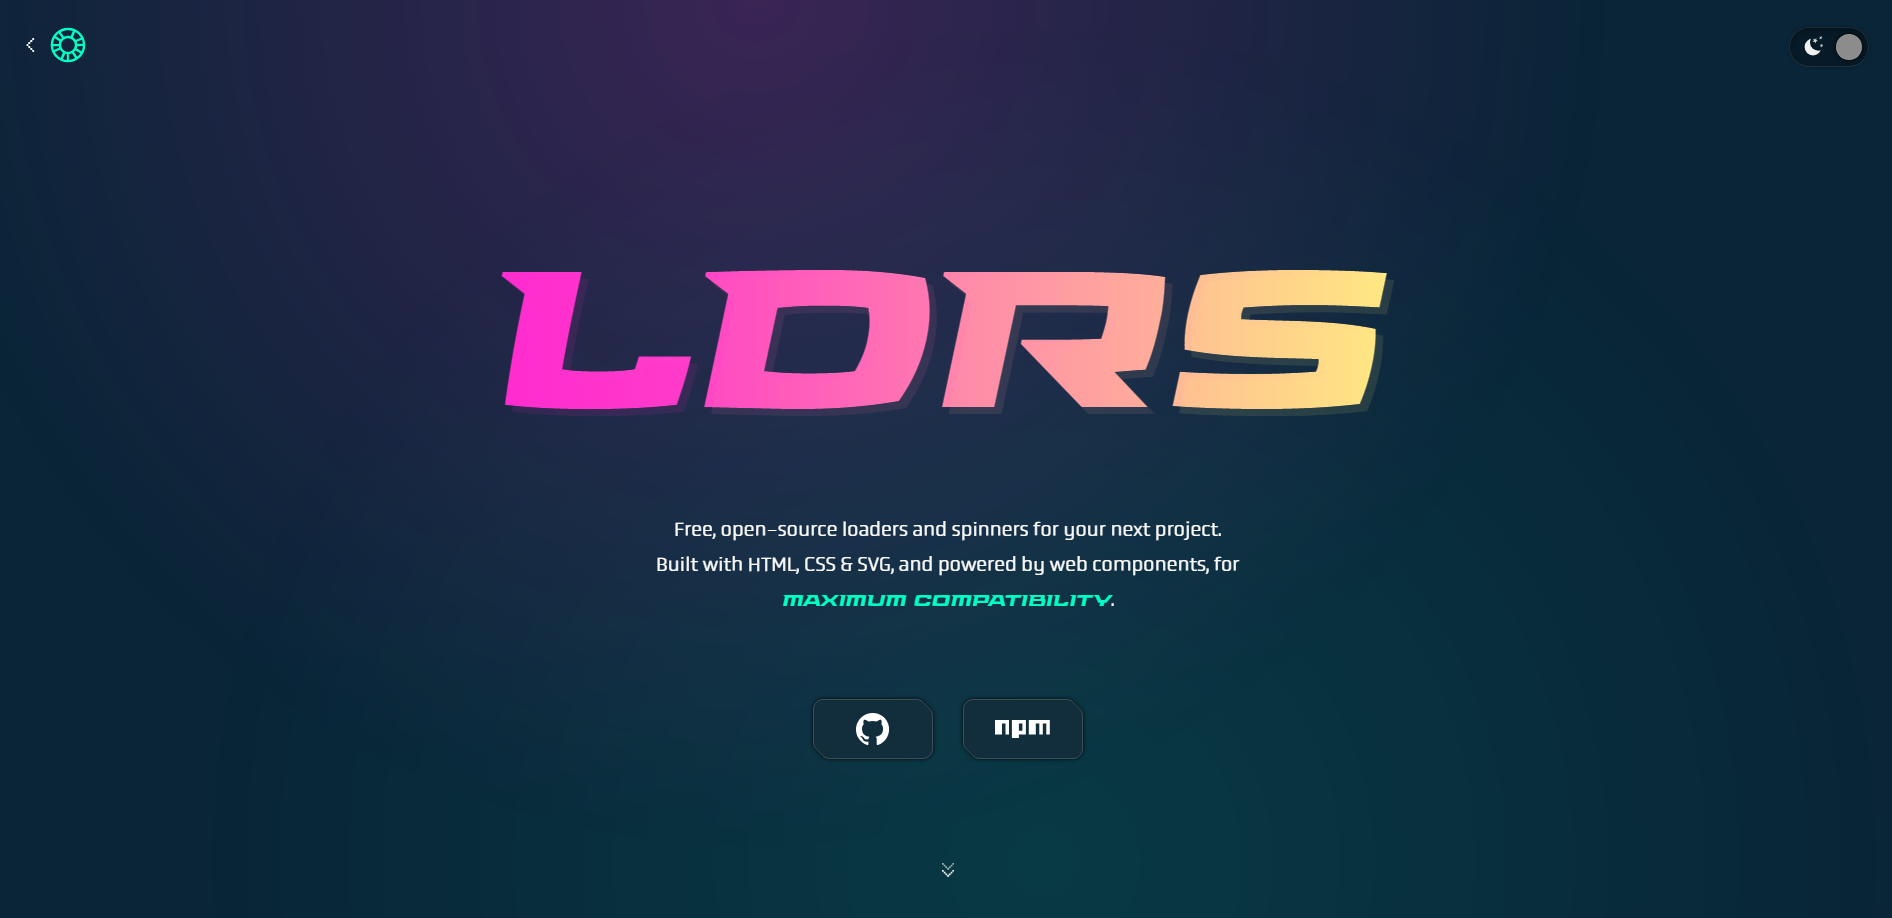 LDRS
Free, open-source loaders and spinners for your next project.
Built with HTML, CSS & SVG, and powered by web components, for
MAXIMUM COMPATIBILITY.
npm